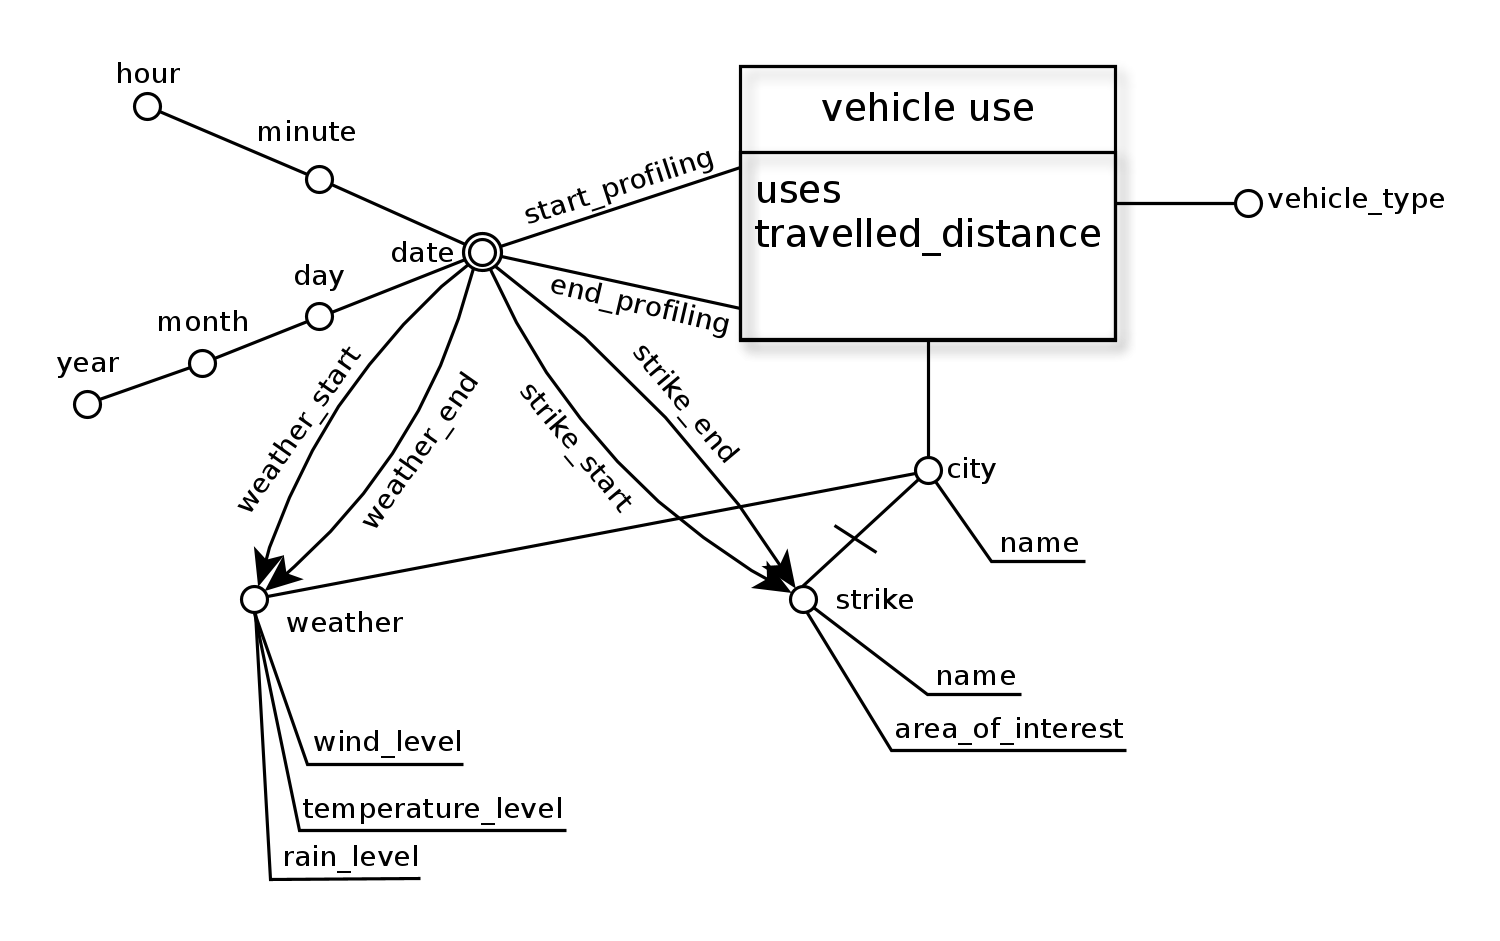 hour
vehicle use
minute
start_profiling
uses
vehicle_type
travelled_distance
date
day
end_profiling
month
year
weather_start
weather_end
strike_start
strike_end
city
name
strike
weather
name
area_of_interest
wind_level
temperature_level
rain_level